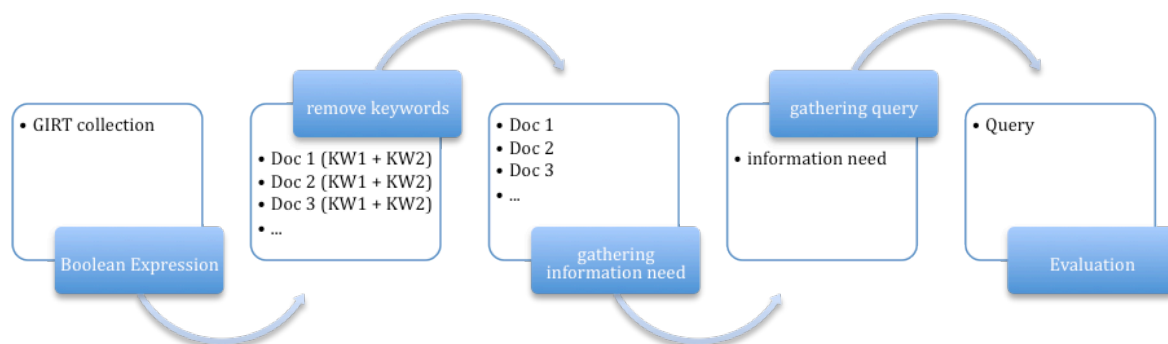 • GIRT collection
Boolean Expression
remove keywords
• Doc 1 (KW1 + KW2)
• Doc 2 (KW1 + KW2)
• Doc 3 (KW1 + KW2)
• ...
• Doc 1
• Doc 2
• Doc 3
• ...
gathering
information need
gathering query
• information need
• Query
Evaluation